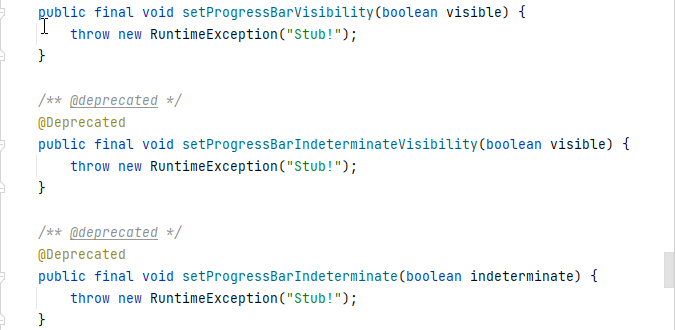 public final void setProgressBarVisibility(boolean visible) {
    throw new RuntimeException("Stub!");
}
/** @deprecated */
@Deprecated
public final void setProgressBarIndeterminateVisibility(boolean visible) {
    throw new RuntimeException("Stub!");
}
/** @deprecated */
@Deprecated
public final void setProgressBarIndeterminate(boolean indeterminate) {
    throw new RuntimeException("Stub!");
}